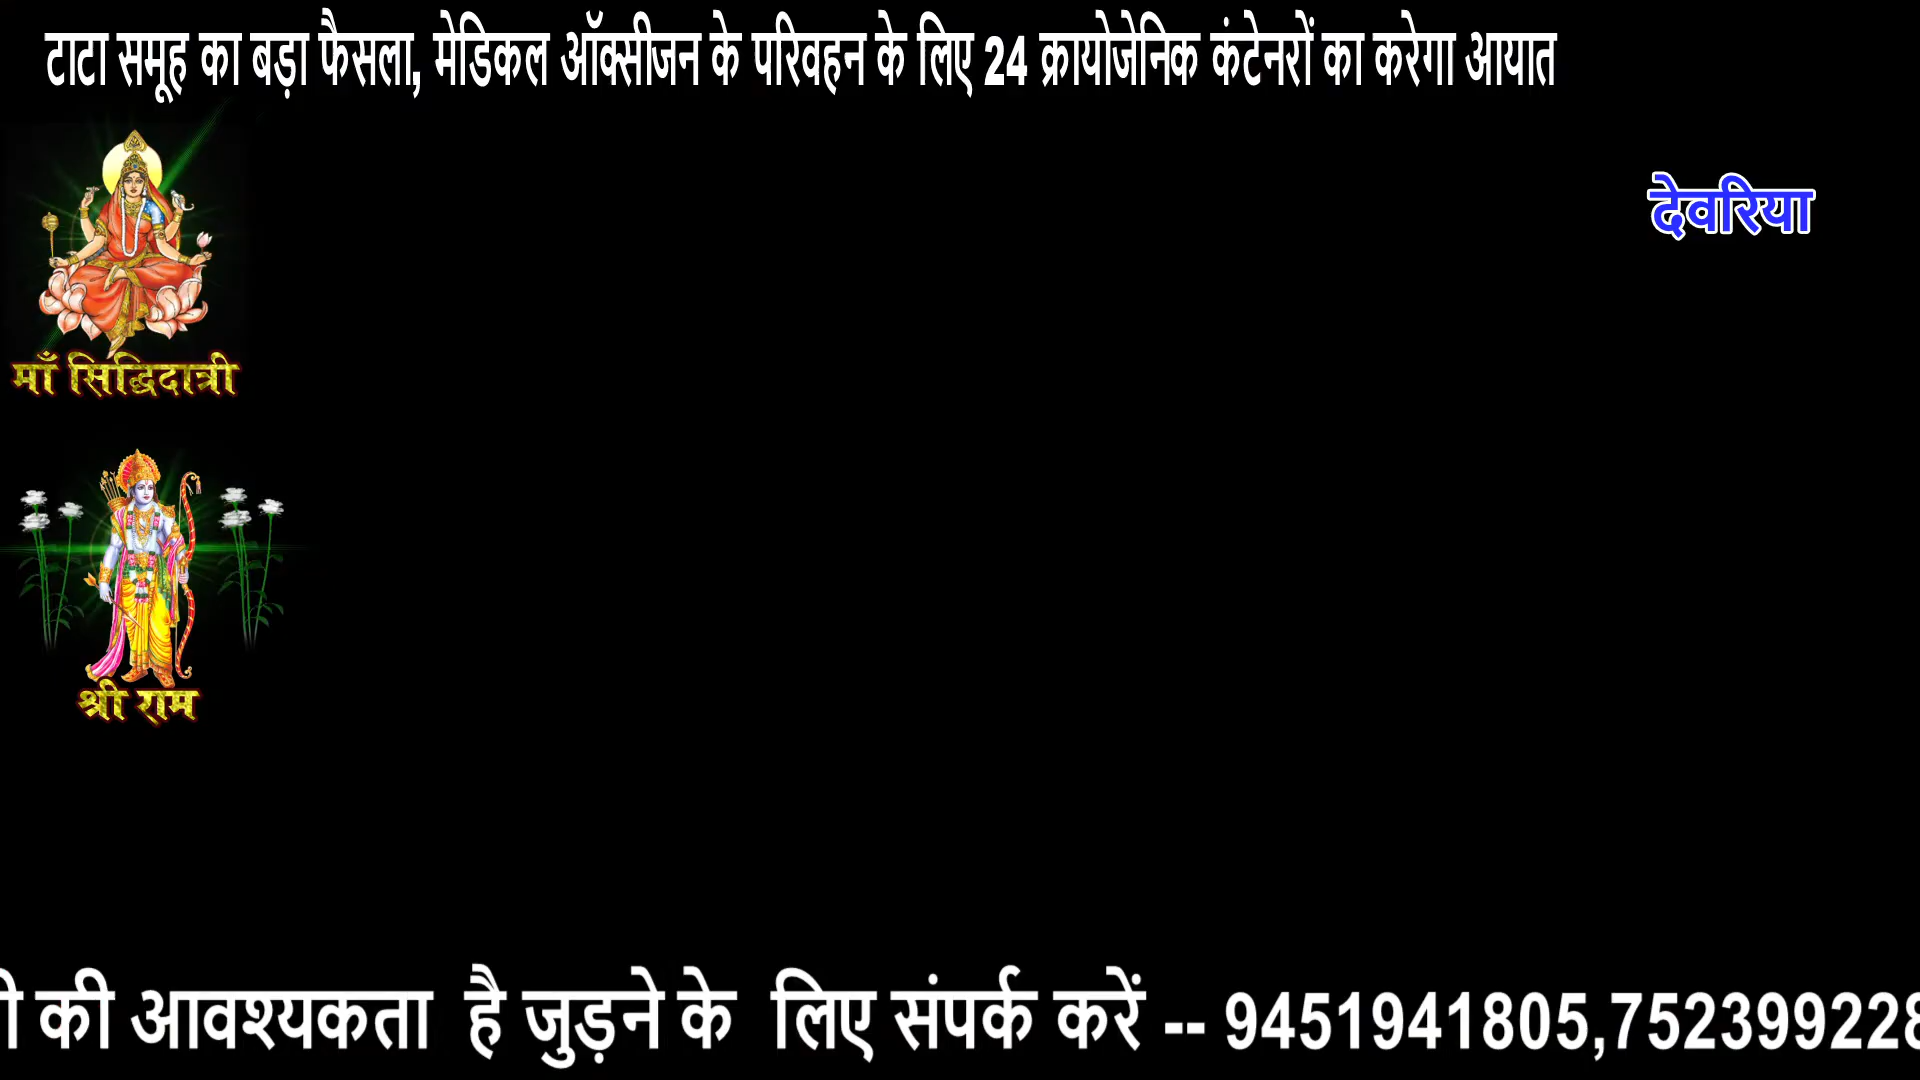 टाटा समूह का बड़ा फैसला, मेडिकल ऑक्सीजन के परिवहन के लिए 24 क्रायोजेनिक कंटेनरों का करेगा आयात
देवरिया
माँ सिद्धिदात्री
श्री राम
की आवश्यकता है जुड़ने के लिए संपर्क करें -- 9451941805,752399228